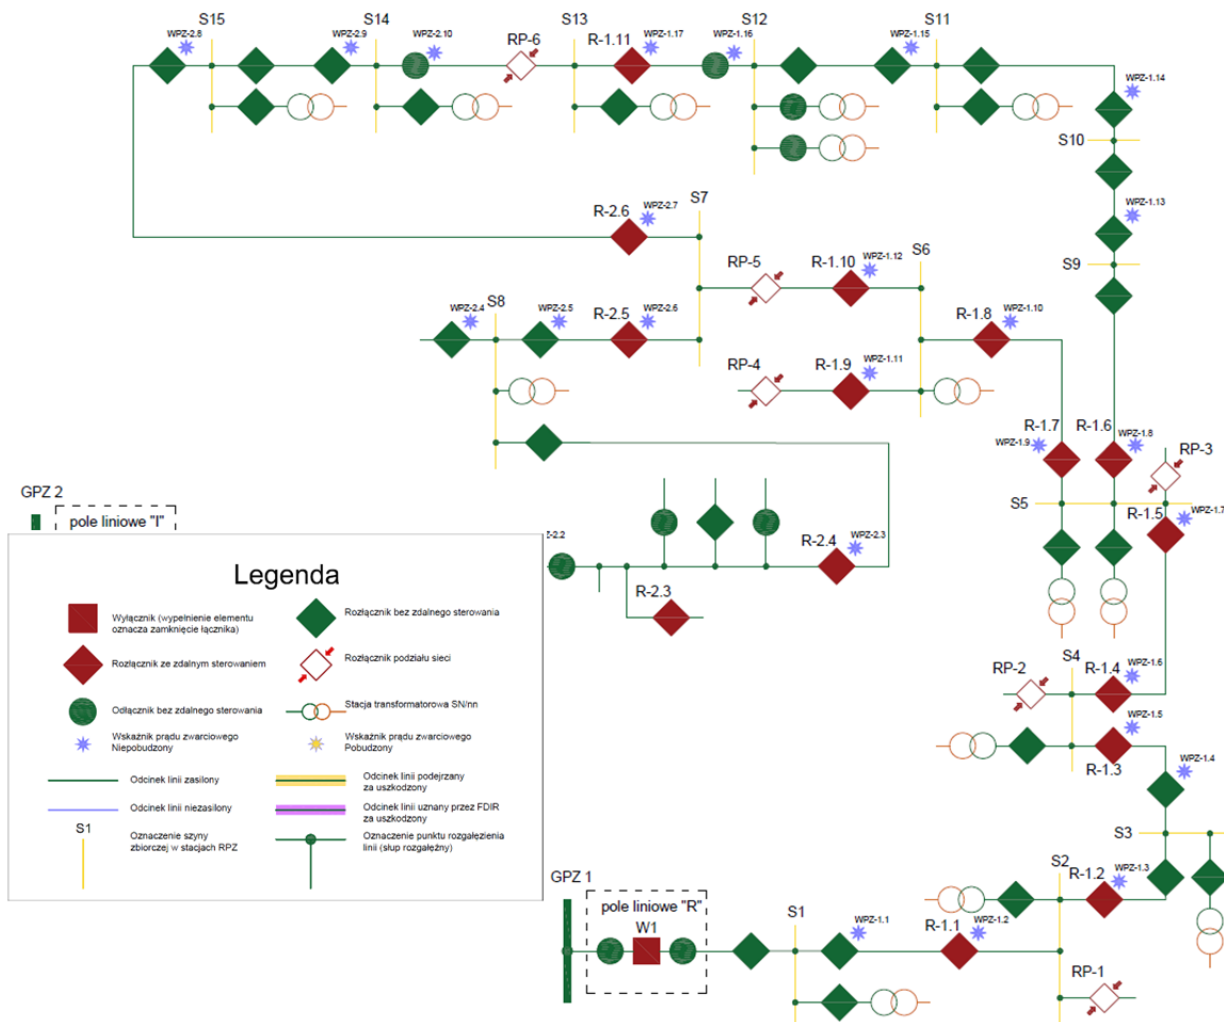 S15
S14
S13
S12
S11
WPZ-2.8
WPZ-2.9
WPZ-2.10
RP-6
R-1.11
WPZ-1.17
WPZ-1.16
WPZ-1.15
WPZ-1.14
S10
WPZ-1.13
S9
S7
R-2.6
WPZ-2.7
RP-5
R-1.10
WPZ-1.12
S6
S8
WPZ-2.4
WPZ-2.5
R-2.5
WPZ-2.6
R-1.8
WPZ-1.10
RP-4
R-1.9
WPZ-1.11
R-1.7
WPZ-1.9
R-1.6
WPZ-1.8
RP-3
S5
R-1.5
WPZ-1.7
GPZ 2
pole liniowe "I"
Z-2.2
R-2.4
WPZ-2.3
R-2.3
Legenda
Wyłącznik (wypełnienie elementu
oznacza zamknięcie łącznika)
Rozłącznik bez zdalnego sterowania
Rozłącznik ze zdalnym sterowaniem
Rozłącznik podziału sieci
Odłącznik bez zdalnego sterowania
Stacja transformatorowa SN/nn
Wskaźnik prądu zwarciowego
Niepobudzony
Wskaźnik prądu zwarciowego
Pobudzony
Odcinek linii zasilony
Odcinek linii podejrzany
za uszkodzony
Odcinek linii niezasilony
Odcinek linii uznany przez FDIR
za uszkodzony
S1
Oznaczenie szyny
zbiorczej w stacjach RPZ
Oznaczenie punktu rozgałęzienia
linii (słup rozgałęźny)
S4
RP-2
R-1.4
WPZ-1.6
WPZ-1.5
R-1.3
WPZ-1.4
S3
S2
R-1.2
WPZ-1.3
GPZ 1
pole liniowe "R"
W1
S1
WPZ-1.1
R-1.1
WPZ-1.2
RP-1